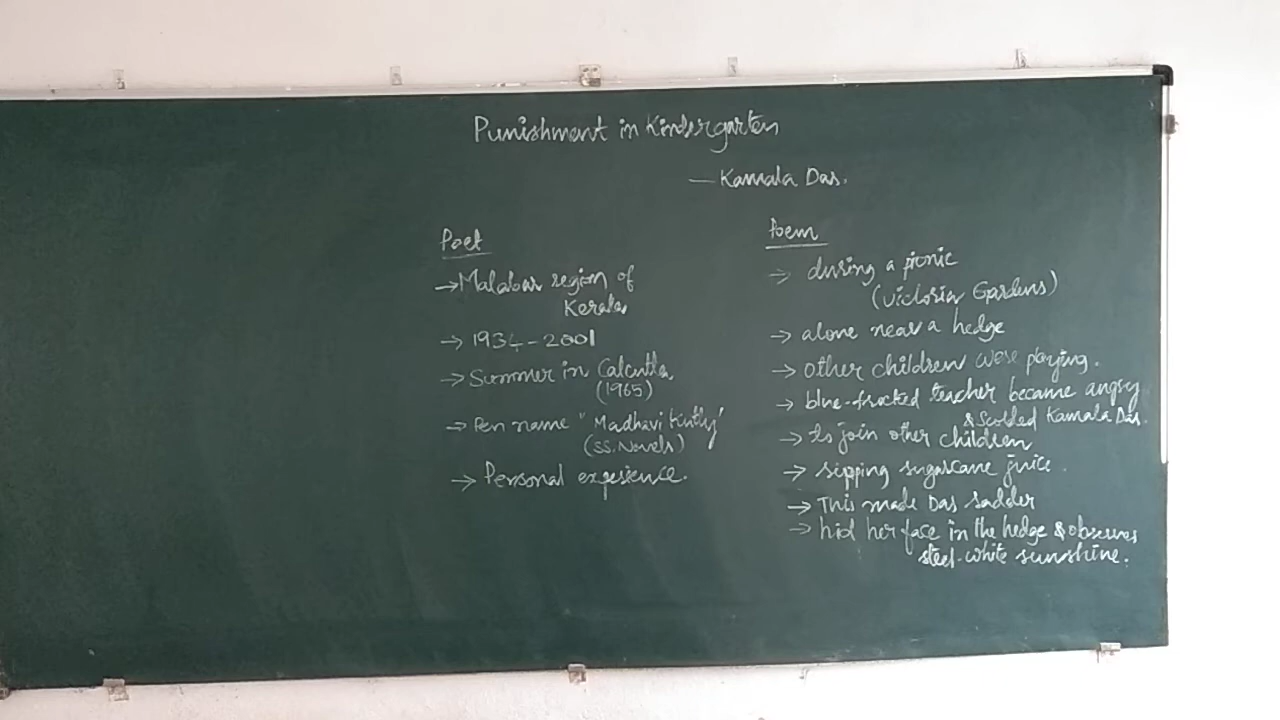 Punishment in Kindergarten
— Kamala Das.
Poet
→ Malabar region of
Kerala
→ 1934 - 2001
→ Summer in Calcutta
(1965)
→ Pen name "Madhavi Kutty"
(SS. Novels)
→ Personal experience.
Poem
→ during a picnic
(Victoria Gardens)
→ alone near a hedge
→ Other children were playing.
→ blue-frocked teacher became angry
& Scolded Kamala Das.
→ to join other children
→ sipping sugarcane juice.
→ This made Das sadder
→ hid her face in the hedge & observes
steel-white sunshine.